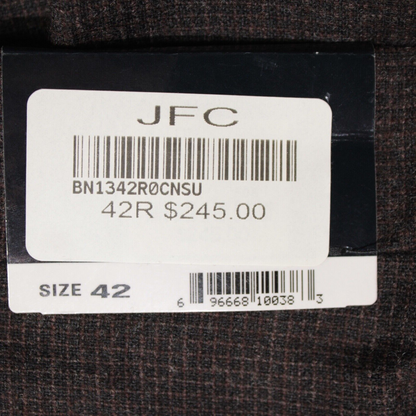 JFC
BN1342R0CNSU
42R $245.00
SIZE 42
6 96668 10038 3